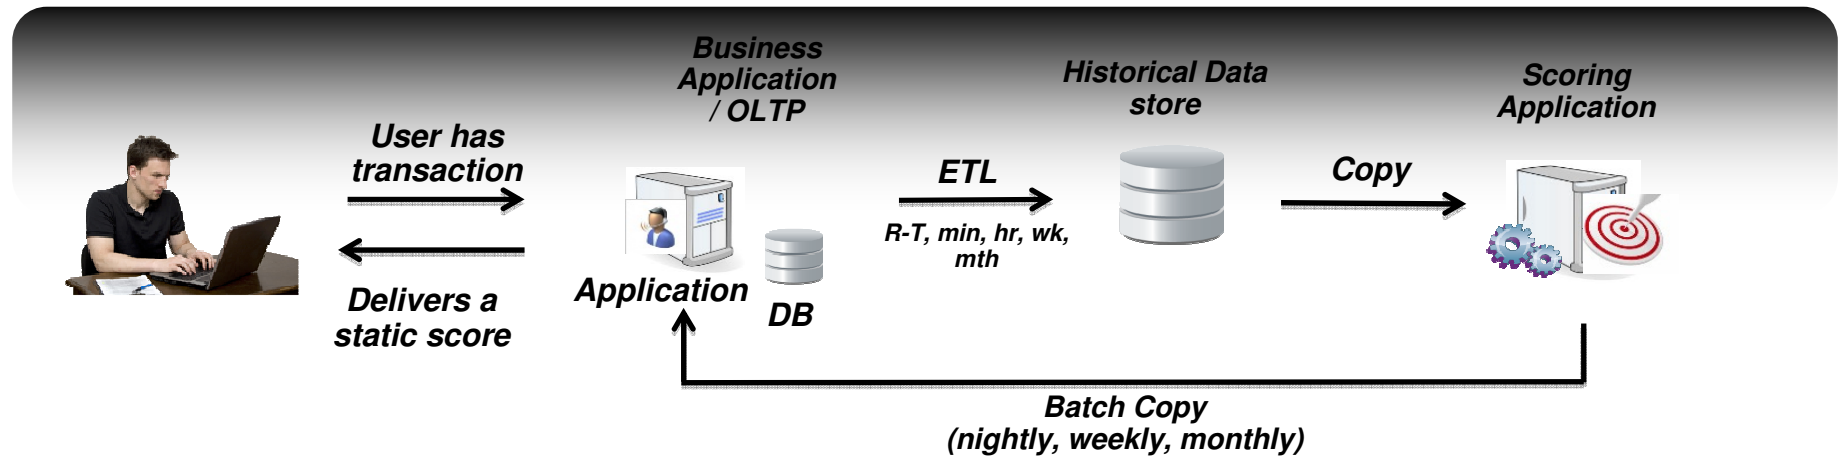 Business
Application
/ OLTP
Historical Data
store
Scoring
Application
User has
transaction
ETL
Copy
R-T, min, hr, wk,
mth
Application
DB
Delivers a
static score
Batch Copy
(nightly, weekly, monthly)